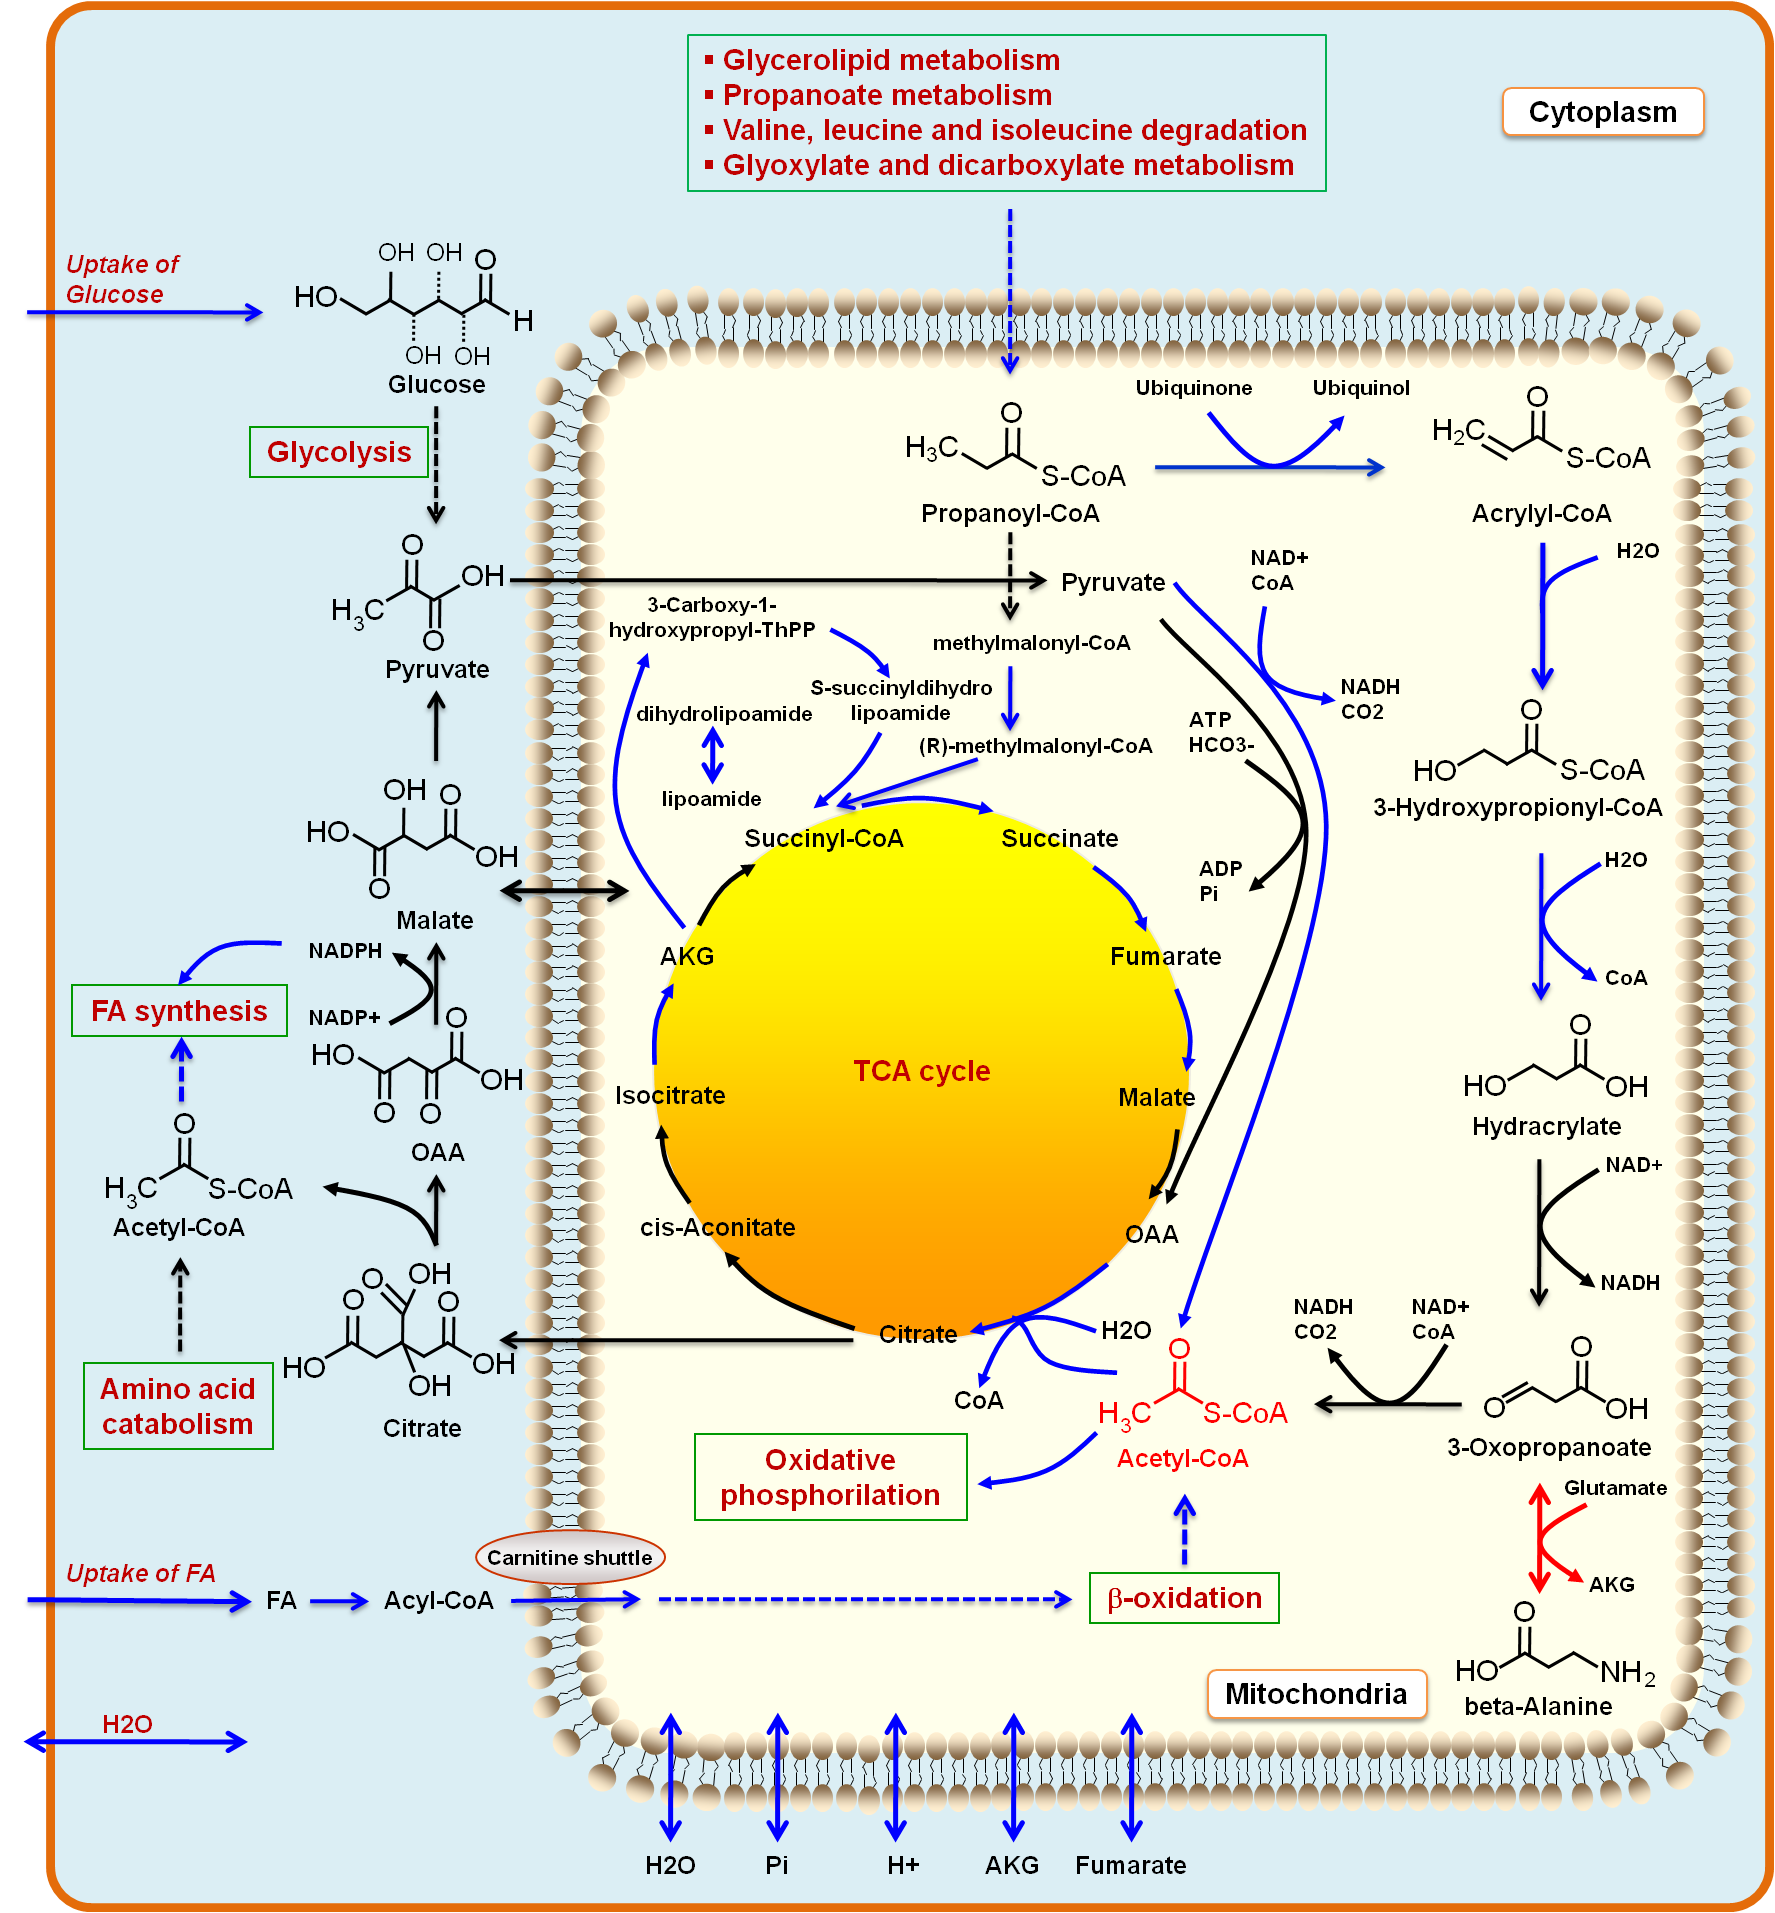 ▪ Glycerolipid metabolism
▪ Propanoate metabolism
▪ Valine, leucine and isoleucine degradation
▪ Glyoxylate and dicarboxylate metabolism
Cytoplasm
Uptake of
Glucose
OH OH O
HO
H
OH OH
Glucose
Glycolysis
O
OH
H3C
O
Pyruvate
OH O
HO
OH
O
Malate
NADPH
NADP+
FA synthesis
O
HO
OH
O O
OAA
O
H3C S-CoA
Acetyl-CoA
Amino acid
catabolism
O OH
O O
HO OH
OH
Citrate
Uptake of FA
FA
Acyl-CoA
Carnitine shuttle
H2O
O
H3C
S-CoA
Propanoyl-CoA
Ubiquinone
Ubiquinol
O
H2C
S-CoA
Acrylyl-CoA
H2O
Pyruvate
NAD+
CoA
NADH
CO2
3-Carboxy-1-
hydroxypropyl-ThPP
methylmalonyl-CoA
S-succinyldihydro
lipoamide
dihydrolipoamide
lipoamide
(R)-methylmalonyl-CoA
ATP
HCO3-
ADP
Pi
O
HO S-CoA
3-Hydroxypropionyl-CoA
H2O
CoA
Succinyl-CoA
Succinate
AKG
Fumarate
TCA cycle
Isocitrate
Malate
cis-Aconitate
OAA
Citrate
H2O
CoA
O
HO OH
Hydracrylate
NAD+
NADH
NADH
CO2
NAD+
CoA
O
H3C S-CoA
Acetyl-CoA
O
O OH
3-Oxopropanoate
Oxidative
phosphorilation
Glutamate
AKG
β-oxidation
O
HO NH2
beta-Alanine
Mitochondria
H2O
Pi
H+
AKG
Fumarate